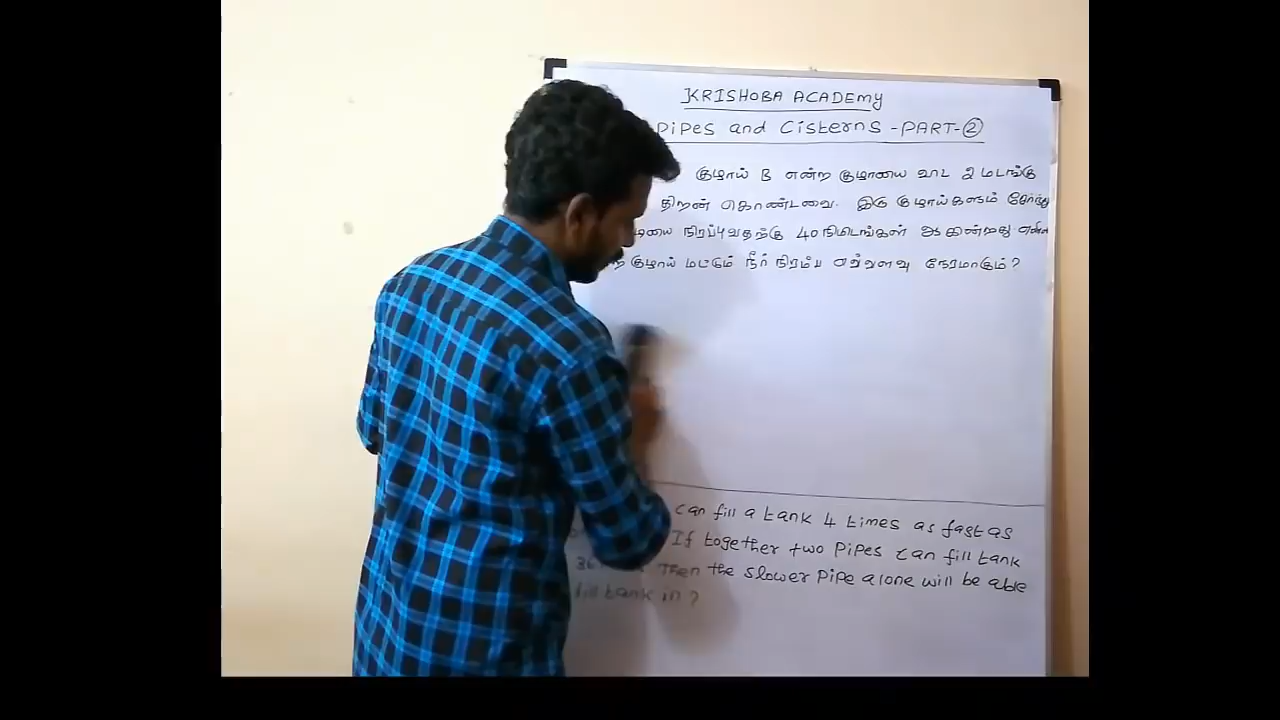 KRISHOBA ACADEMY
Pipes and Cisterns -PART-②
குழாய் B என்ற குழாயை வாட 2 மடங்கு
திறன் கொண்டவை. இரு குழாய்களும் சேர்ந்து
நிரப்புவதற்கு 40 நிமிடங்கள் ஆகின்றது எனில்
குழாய் மட்டும் நீர் நிரம்ப எவ்வளவு நேரமாகும்?
can fill a tank 4 times as fast as
If together two Pipes can fill tank
36 Then the slower Pipe alone will be able
fill tank in?